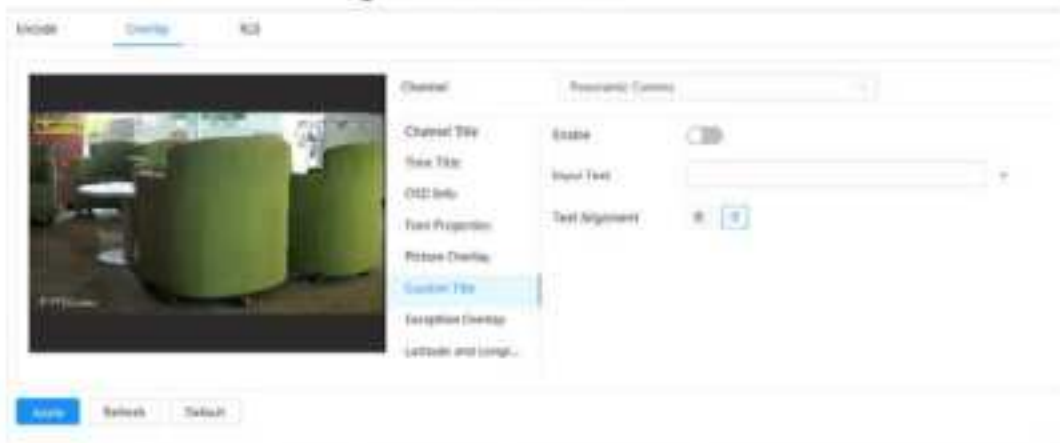 Encode
Overlay
ROI
Channel
Panoramic Camera
Channel Title
Time Title
OSD Info
Font Properties
Picture Overlay
Custom Title
Exception Overlay
Latitude and Longi...
Enable
Input Text
Text Alignment
Apply
Refresh
Default